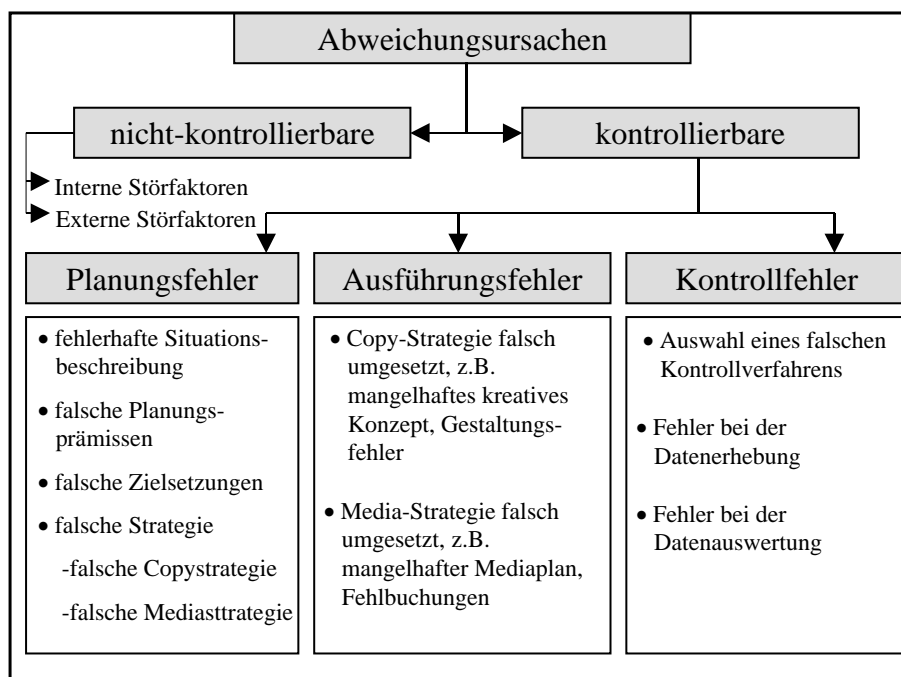 Abweichungsursachen
nicht-kontrollierbare
kontrollierbare
Interne Störfaktoren
Externe Störfaktoren
Planungsfehler
• fehlerhafte Situations-
beschreibung
• falsche Planungs-
prämissen
• falsche Zielsetzungen
• falsche Strategie
-falsche Copystrategie
-falsche Mediasttrategie
Ausführungsfehler
• Copy-Strategie falsch
umgesetzt, z.B.
mangelhaftes kreatives
Konzept, Gestaltungs-
fehler
• Media-Strategie falsch
umgesetzt, z.B.
mangelhafter Mediaplan,
Fehlbuchungen
Kontrollfehler
• Auswahl eines falschen
Kontrollverfahrens
• Fehler bei der
Datenerhebung
• Fehler bei der
Datenauswertung